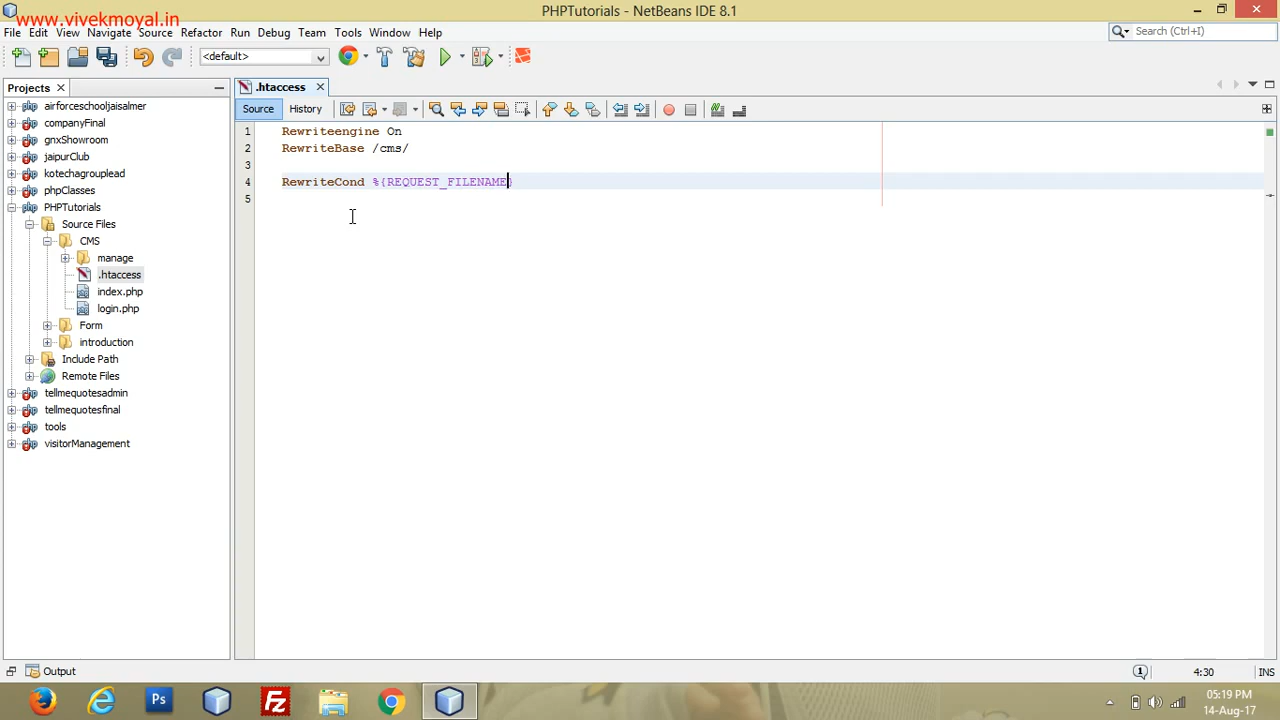 www.vivekmoyal.in
PHPTutorials - NetBeans IDE 8.1
File Edit View Navigate Source Refactor Run Debug Team Tools Window Help
Search (Ctrl+I)
<default>
Projects
.htaccess
Source History
airforceschooljaisalmer
companyFinal
gnxShowroom
jaipurClub
kotechagrouplead
phpClasses
PHPTutorials
Source Files
CMS
manage
.htaccess
index.php
login.php
Form
introduction
Include Path
Remote Files
tellmequotesadmin
tellmequotesfinal
tools
visitorManagement
1 Rewriteengine On
2 RewriteBase /cms/
3
4 RewriteCond %{REQUEST_FILENAME}
5
Output
4:30 INS
Ps
Fz
05:19 PM
14-Aug-17